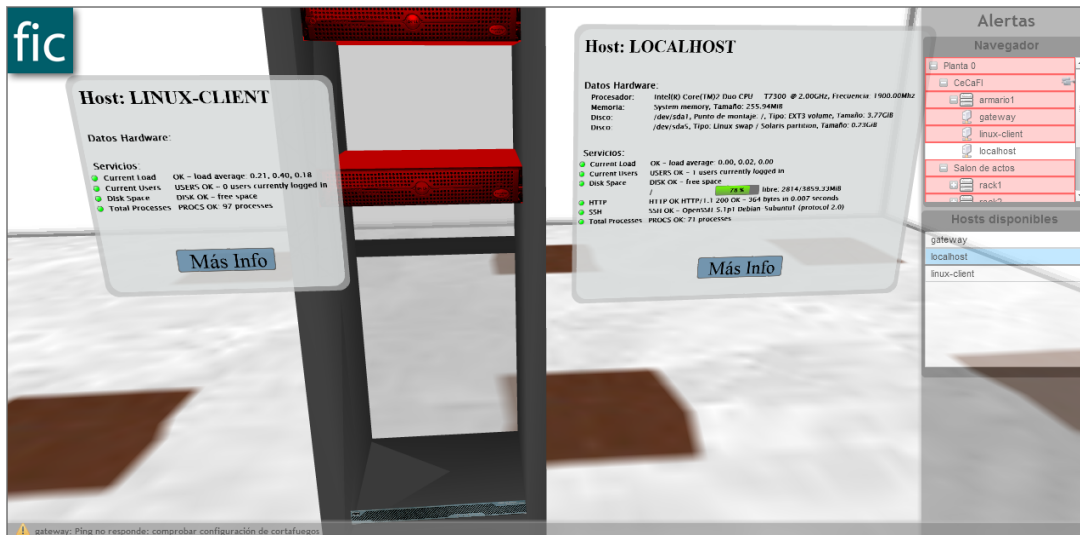 fic
Host: LINUX-CLIENT
Datos Hardware:
Servicios:
Current Load OK - load average: 0.21, 0.40, 0.18
Current Users USERS OK - 0 users currently logged in
Disk Space DISK OK - free space
Total Processes PROCS OK: 97 processes
Más Info
Host: LOCALHOST
Datos Hardware:
Procesador: Intel(R) Core(TM)2 Duo CPU T7300 @ 2.00GHz, Frecuencia: 1900.00Mhz
Memoria: System memory, Tamaño: 255.94MiB
Disco: /dev/sda1, Punto de montaje: /, Tipo: EXT3 volume, Tamaño: 3.77GiB
Disco: /dev/sda5, Tipo: Linux swap / Solaris partition, Tamaño: 0.23GiB
Servicios:
Current Load OK - load average: 0.00, 0.02, 0.00
Current Users USERS OK - 1 users currently logged in
Disk Space DISK OK - free space
/ 28 % libre: 2814/3859.33MiB
HTTP HTTP OK HTTP/1.1 200 OK - 364 bytes in 0.007 seconds
SSH SSH OK - OpenSSH_5.1p1 Debian (protocol 2.0)
Total Processes PROCS OK: 71 processes
Más Info
Alertas
Navegador
Planta 0
CeCaFI
armario1
gateway
linux-client
localhost
Salon de actos
rack1
rack2
Hosts disponibles
gateway
localhost
linux-client
gateway: Ping no responde: comprobar configuración de cortafuegos